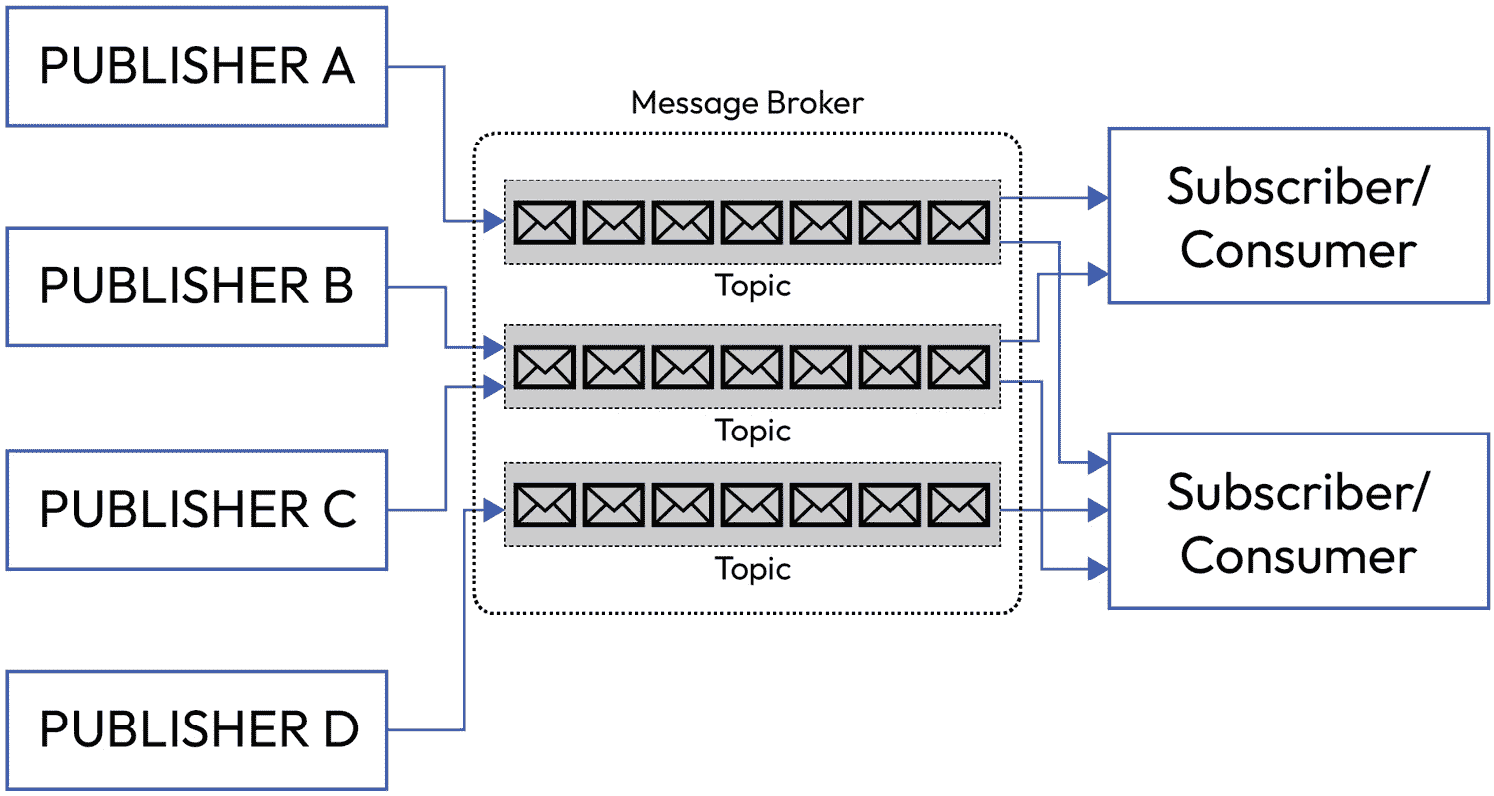 PUBLISHER A
Message Broker
Subscriber/
Consumer
PUBLISHER B
Topic
Topic
PUBLISHER C
Subscriber/
Consumer
Topic
PUBLISHER D